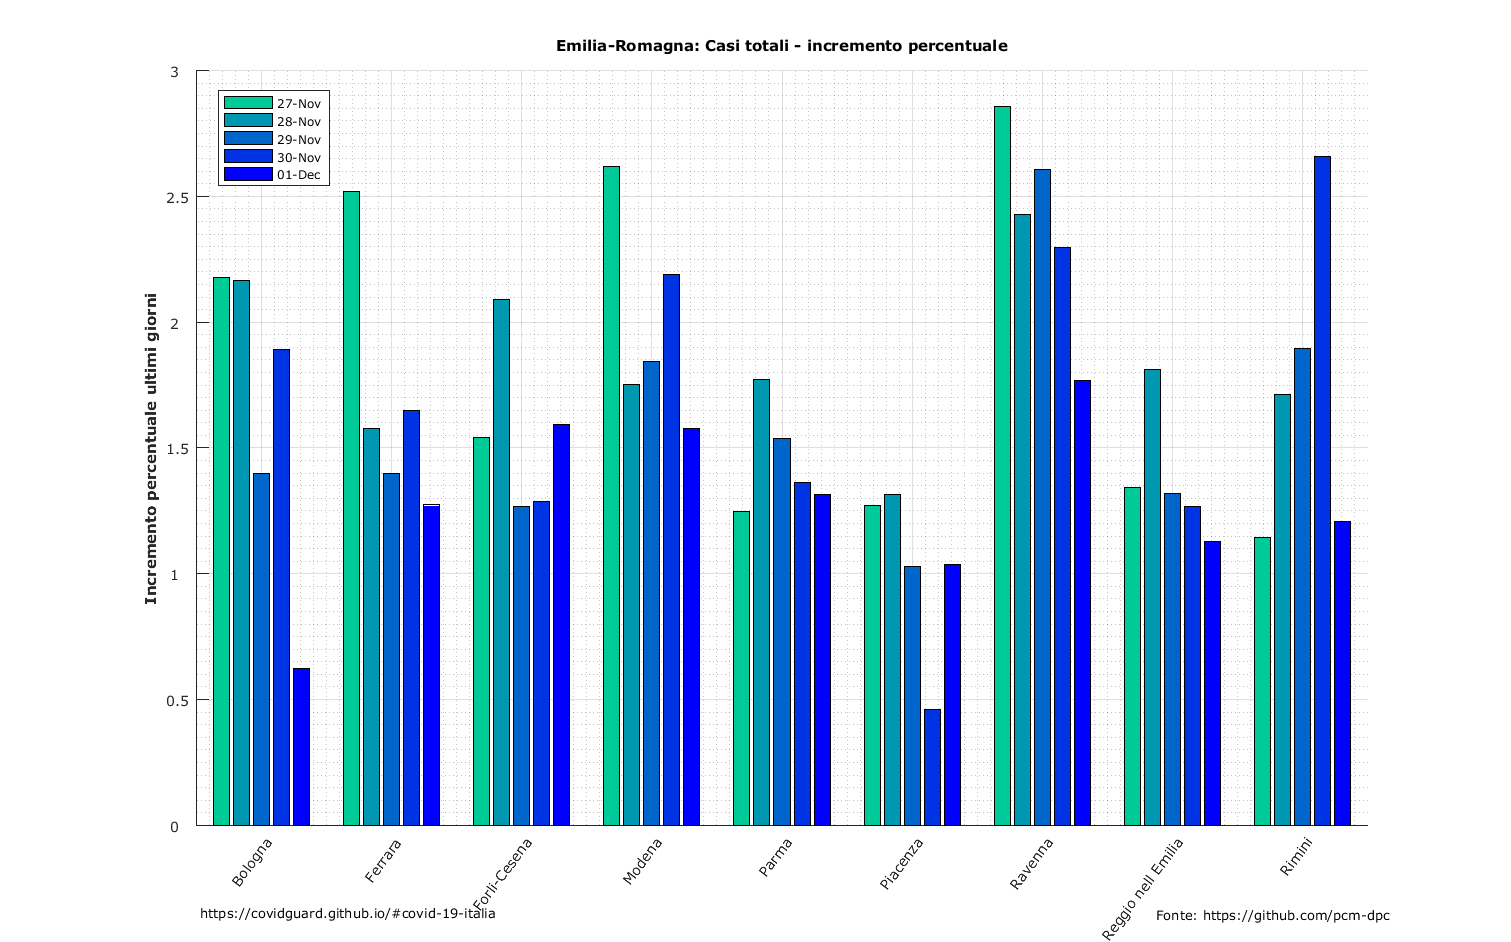 Emilia-Romagna: Casi totali - incremento percentuale
3
2.5
2
1.5
1
0.5
0
Incremento percentuale ultimi giorni
27-Nov
28-Nov
29-Nov
30-Nov
01-Dec
Bologna
Ferrara
Forlì-Cesena
Modena
Parma
Piacenza
Ravenna
Reggio nell Emilia
Rimini
https://covidguard.github.io/#covid-19-italia
Fonte: https://github.com/pcm-dpc